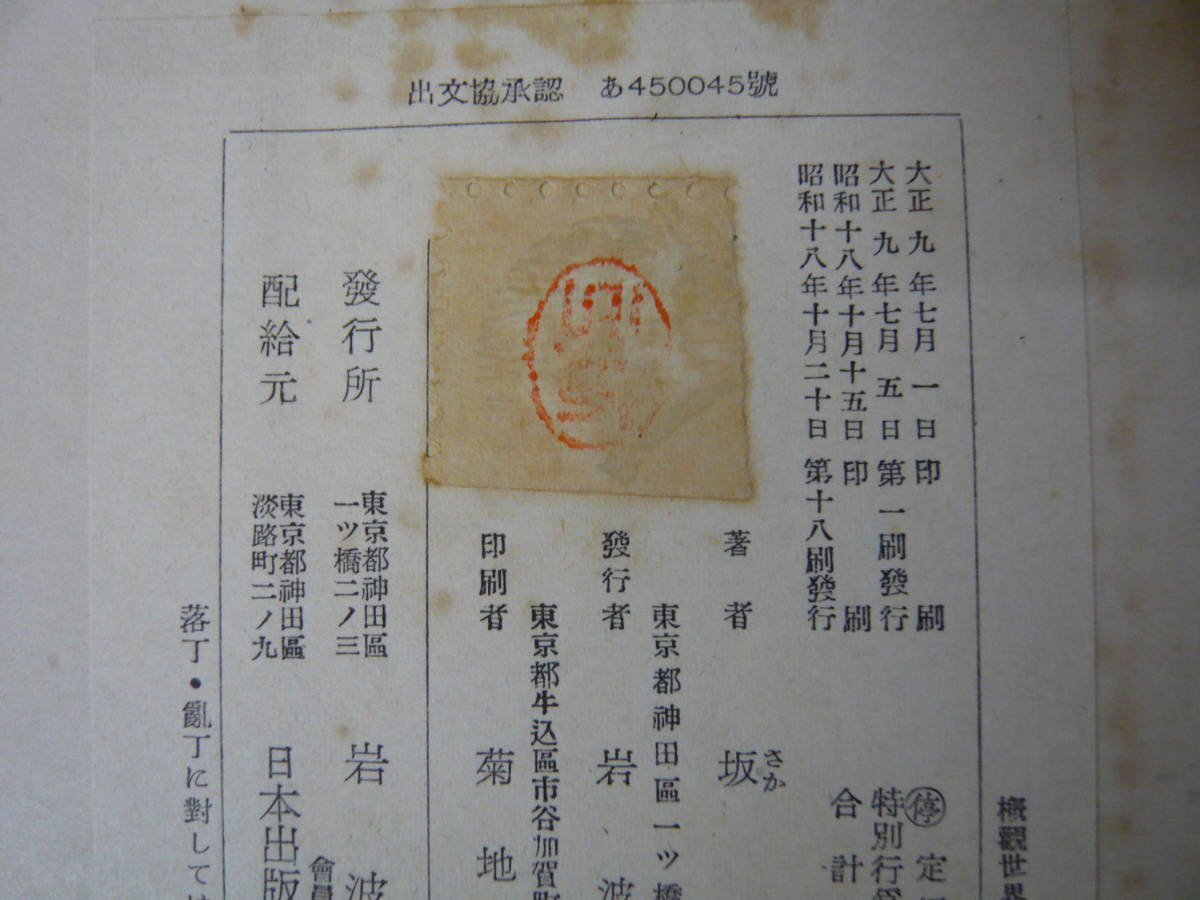 出文協承認 あ450045號
概觀世界
大正九年七月一日印刷
大正九年七月五日第一刷發行
昭和十八年十月十五日印刷
昭和十八年十月二十日第十八刷發行
停定
特別行
合計
著者 坂
さか
東京都神田區一ツ橋
發行者 岩波
東京都牛込區市谷加賀町
印刷者 菊地
發行所 東京都神田區
一ツ橋二ノ三 岩波
配給元 東京都神田區
淡路町二ノ九 日本出版
會員
落丁・亂丁に對して